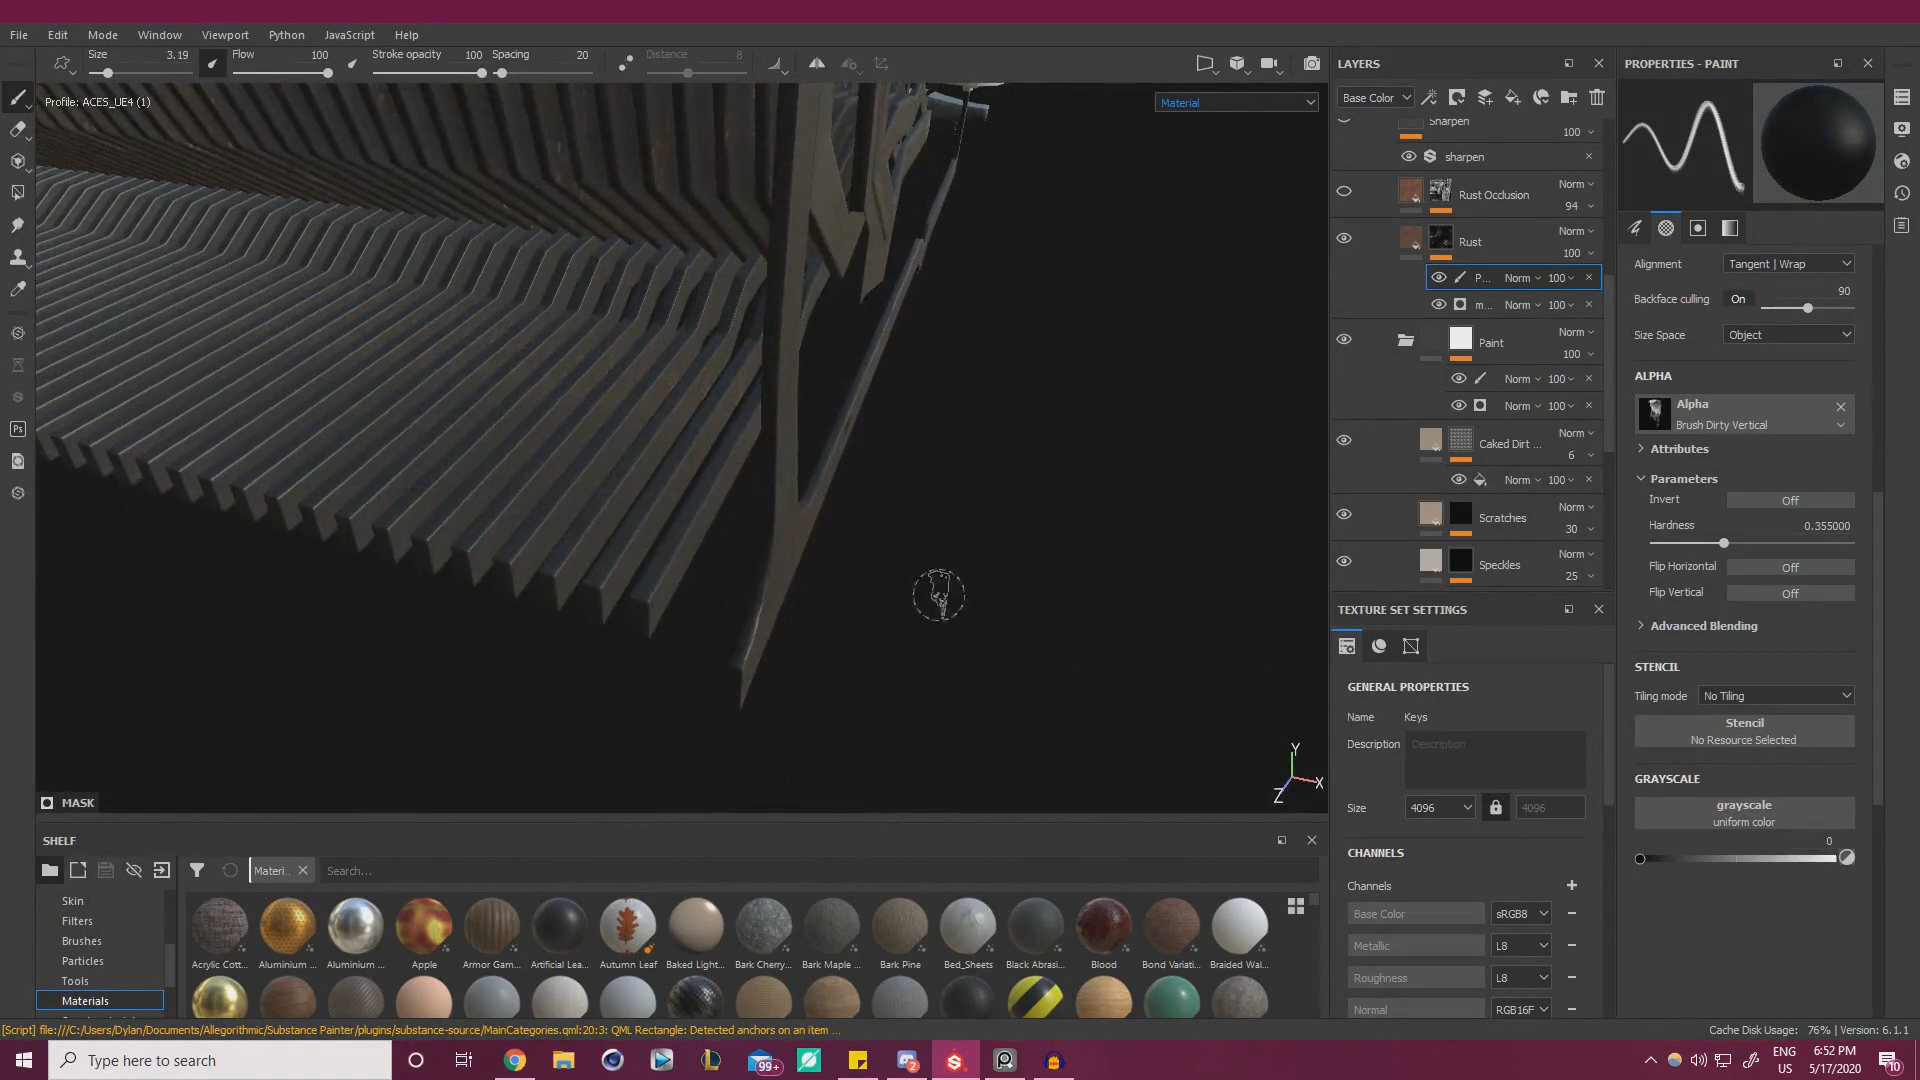 File Edit Mode Window Viewport Python JavaScript Help
Size 3.19 Flow 100 Stroke opacity 100 Spacing 20 Distance 8
Profile: ACES_UE4 (1)
Material
MASK
Y
X
Z
LAYERS
Base Color
Sharpen
100
sharpen
Norm
Rust Occlusion
94
Norm
Rust
100
P... Norm 100
m... Norm 100
Norm
Paint
100
Norm 100
Norm 100
Norm
Caked Dirt ...
6
Norm 100
Norm
Scratches
30
Norm
Speckles
25
TEXTURE SET SETTINGS
GENERAL PROPERTIES
Name Keys
Description Description
Size 4096 4096
CHANNELS
Channels
Base Color sRGB8
Metallic L8
Roughness L8
Normal RGB16F
PROPERTIES - PAINT
Alignment Tangent | Wrap
Backface culling On 90
Size Space Object
ALPHA
Alpha
Brush Dirty Vertical
Attributes
Parameters
Invert Off
Hardness 0.355000
Flip Horizontal Off
Flip Vertical Off
Advanced Blending
STENCIL
Tiling mode No Tiling
Stencil
No Resource Selected
GRAYSCALE
grayscale
uniform color
0
SHELF
Materi.. Search...
Skin
Filters
Brushes
Particles
Tools
Materials
Acrylic Cott... Aluminium ... Aluminium ... Apple Armor Gam... Artificial Lea... Autumn Leaf Baked Light... Bark Cherry... Bark Maple ... Bark Pine Bed_Sheets Black Abrasi... Blood Bond Variati... Braided Wal...
[Script] file:///C:/Users/Dylan/Documents/Allegorithmic/Substance Painter/plugins/substance-source/MainCategories.qml:20:3: QML Rectangle: Detected anchors on an item ...
Cache Disk Usage: 76% | Version: 6.1.1
Type here to search
99+
2
Ps
ENG
US
6:52 PM
5/17/2020
10